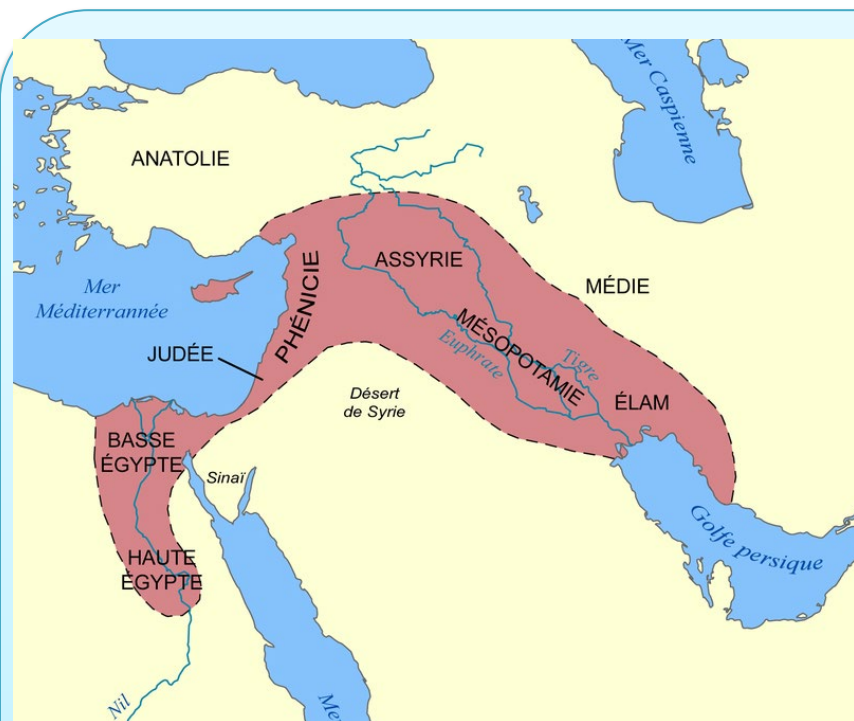 Mer Caspienne
ANATOLIE
ASSYRIE
PHÉNICIE
MÉDIE
Mer
Méditerrannée
MÉSOPOTAMIE
Euphrate
Tigre
JUDÉE
Désert
de Syrie
ÉLAM
BASSE
ÉGYPTE
Sinaï
Golfe persique
HAUTE
ÉGYPTE
Nil